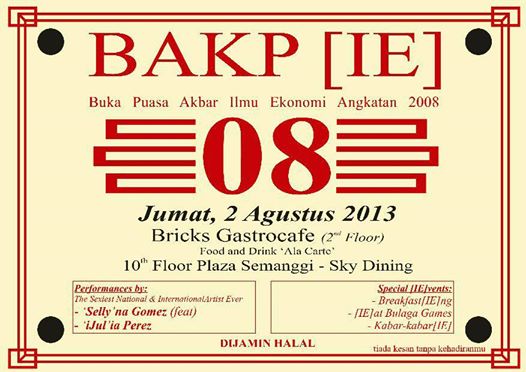 BAKP [IE]
Buka Puasa Akbar Ilmu Ekonomi Angkatan 2008
08
Jumat, 2 Agustus 2013
Bricks Gastrocafe (2nd Floor)
Food and Drink 'Ala Carte'
10th Floor Plaza Semanggi - Sky Dining
Performances by:
The Sexiest National & InternationalArtist Ever
- 'Selly'na Gomez (feat)
- 'iJul'ia Perez
Special [IE]vents:
- Breakfast[IE]ng
- [IE]at Bulaga Games
- Kabar-kabar[IE]
DIJAMIN HALAL
tiada kesan tanpa kehadiranmu